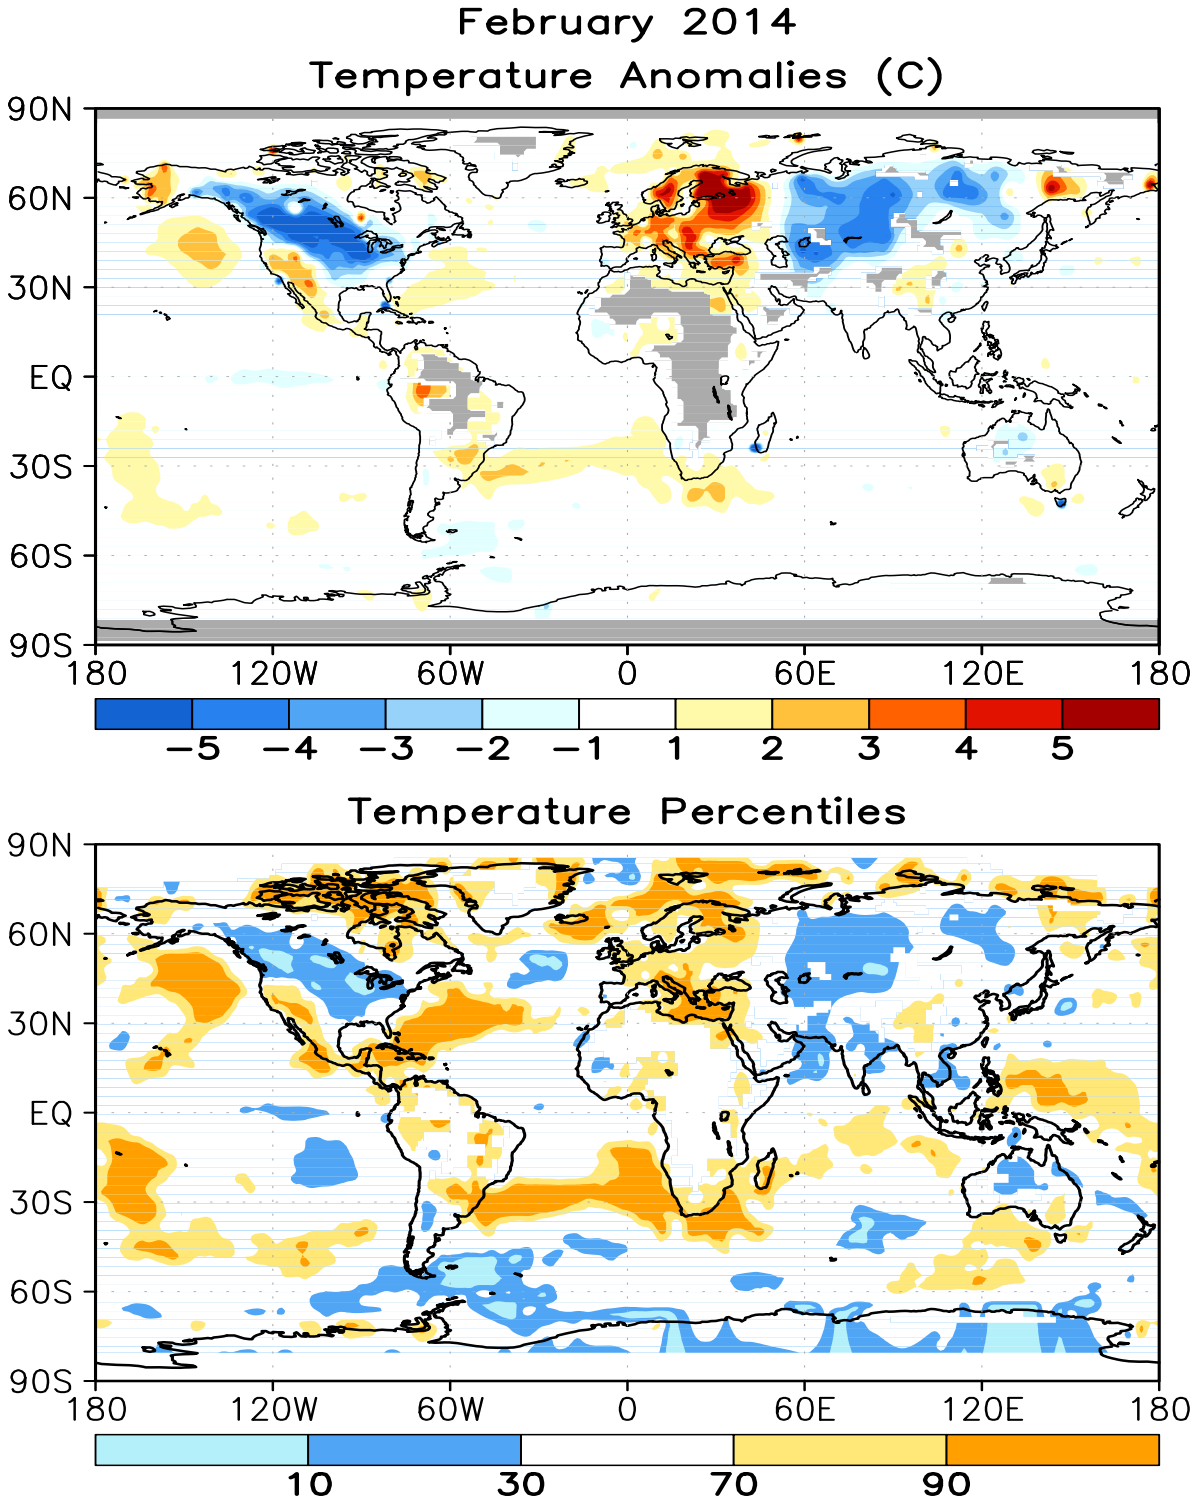 February 2014
Temperature Anomalies (C)
90N
60N
30N
EQ
30S
60S
90S
180 120W 60W 0 60E 120E 180
−5 −4 −3 −2 −1 1 2 3 4 5
Temperature Percentiles
90N
60N
30N
EQ
30S
60S
90S
180 120W 60W 0 60E 120E 180
10 30 70 90